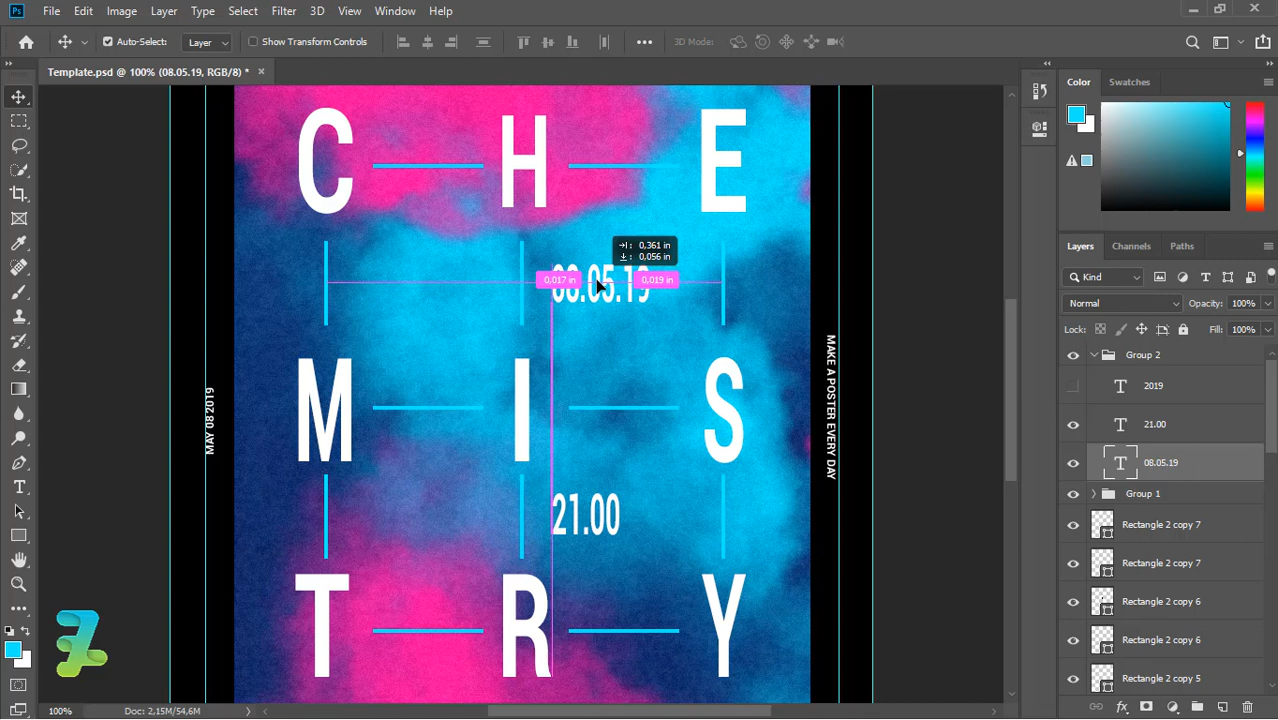 Ps File Edit Image Layer Type Select Filter 3D View Window Help
Auto-Select: Layer Show Transform Controls 3D Mode:
Template.psd @ 100% (08.05.19, RGB/8) *
Color Swatches
C H E
0,361 in
0,056 in
0,017 in 0,019 in
08.05.19
M I S
MAY 08 2019
MAKE A POSTER EVERY DAY
21.00
T R Y
Layers Channels Paths
Kind
Normal Opacity: 100%
Lock: Fill: 100%
Group 2
2019
21.00
08.05.19
Group 1
Rectangle 2 copy 7
Rectangle 2 copy 7
Rectangle 2 copy 6
Rectangle 2 copy 6
Rectangle 2 copy 5
100% Doc: 2,15M/54,6M